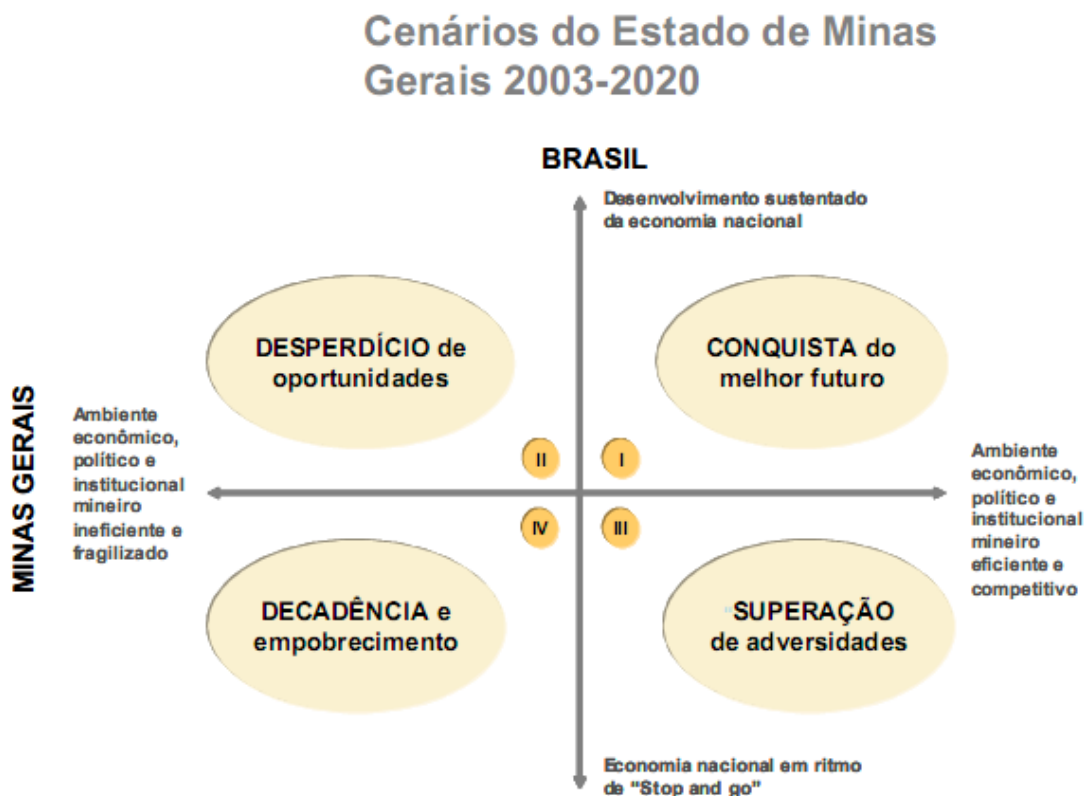 Cenários do Estado de Minas
Gerais 2003-2020
BRASIL
Desenvolvimento sustentado
da economia nacional
DESPERDÍCIO de
oportunidades
CONQUISTA do
melhor futuro
MINAS GERAIS
Ambiente
econômico,
político e
institucional
mineiro
ineficiente e
fragilizado
II
I
IV
III
Ambiente
econômico,
político e
institucional
mineiro
eficiente e
competitivo
DECADÊNCIA e
empobrecimento
"SUPERAÇÃO
de adversidades
Economia nacional em ritmo
de "Stop and go"